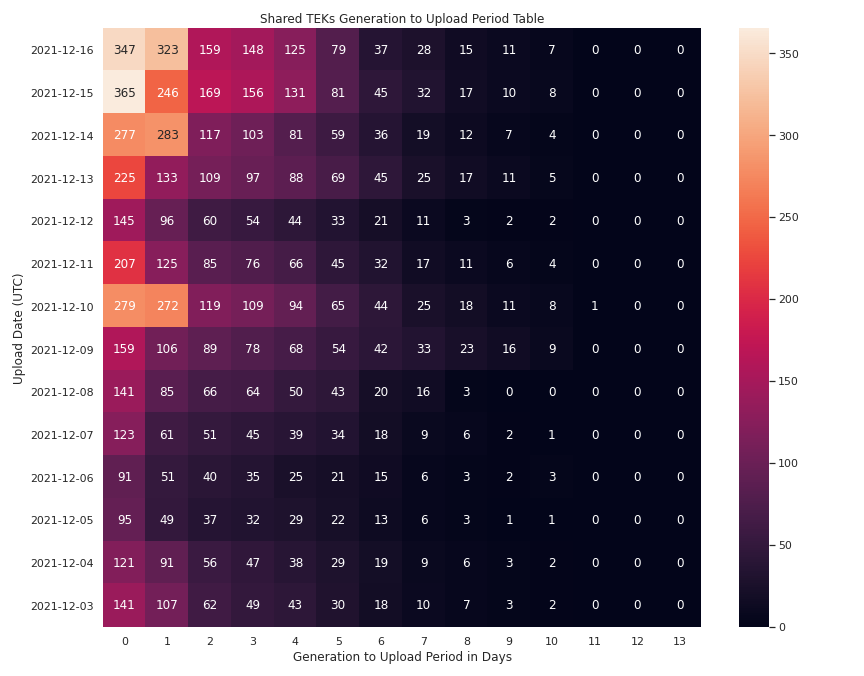 Shared TEKs Generation to Upload Period Table
Upload Date (UTC)
2021-12-16 347 323 159 148 125 79 37 28 15 11 7 0 0 0
2021-12-15 365 246 169 156 131 81 45 32 17 10 8 0 0 0
2021-12-14 277 283 117 103 81 59 36 19 12 7 4 0 0 0
2021-12-13 225 133 109 97 88 69 45 25 17 11 5 0 0 0
2021-12-12 145 96 60 54 44 33 21 11 3 2 2 0 0 0
2021-12-11 207 125 85 76 66 45 32 17 11 6 4 0 0 0
2021-12-10 279 272 119 109 94 65 44 25 18 11 8 1 0 0
2021-12-09 159 106 89 78 68 54 42 33 23 16 9 0 0 0
2021-12-08 141 85 66 64 50 43 20 16 3 0 0 0 0 0
2021-12-07 123 61 51 45 39 34 18 9 6 2 1 0 0 0
2021-12-06 91 51 40 35 25 21 15 6 3 2 3 0 0 0
2021-12-05 95 49 37 32 29 22 13 6 3 1 1 0 0 0
2021-12-04 121 91 56 47 38 29 19 9 6 3 2 0 0 0
2021-12-03 141 107 62 49 43 30 18 10 7 3 2 0 0 0
0 1 2 3 4 5 6 7 8 9 10 11 12 13
Generation to Upload Period in Days
350
300
250
200
150
100
50
0